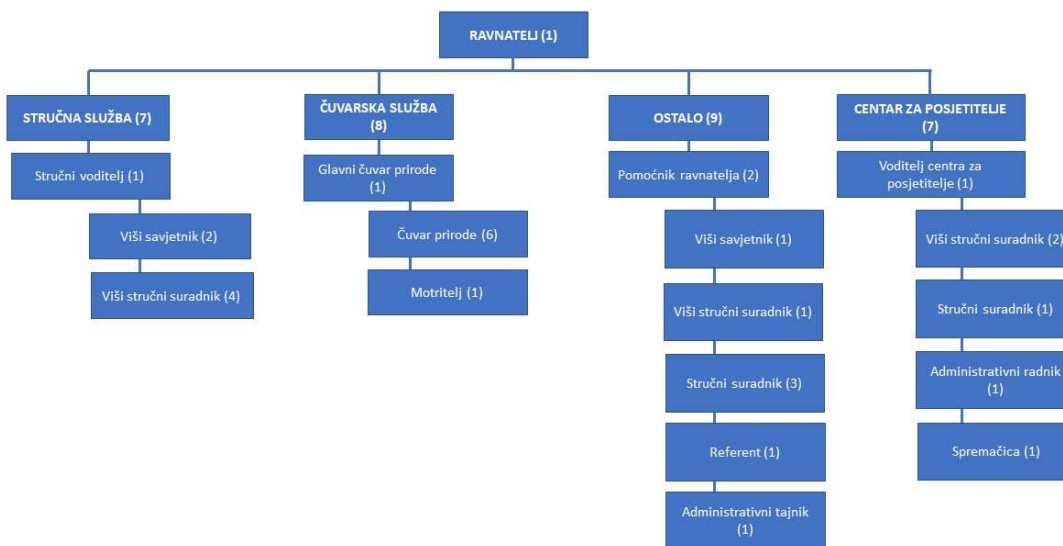 RAVNATELJ (1)
STRUČNA SLUŽBA (7)
Stručni voditelj (1)
Viši savjetnik (2)
Viši stručni suradnik (4)
ČUVARSKA SLUŽBA
(8)
Glavni čuvar prirode
(1)
Čuvar prirode (6)
Motritelj (1)
OSTALO (9)
Pomoćnik ravnatelja (2)
Viši savjetnik (1)
Viši stručni suradnik (1)
Stručni suradnik (3)
Referent (1)
Administrativni tajnik
(1)
CENTAR ZA POSJETITELJE
(7)
Voditelj centra za
posjetitelje (1)
Viši stručni suradnik (2)
Stručni suradnik (1)
Administrativni radnik
(1)
Spremačica (1)